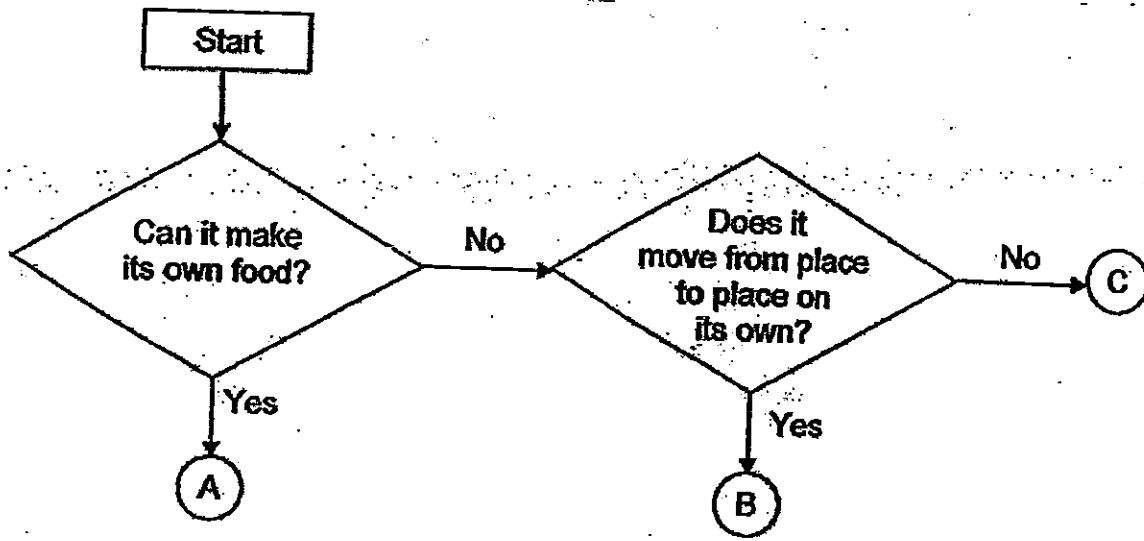 Start
Can it make
its own food?
No
Does it
move from place
to place on
its own?
No
C
Yes
A
Yes
B